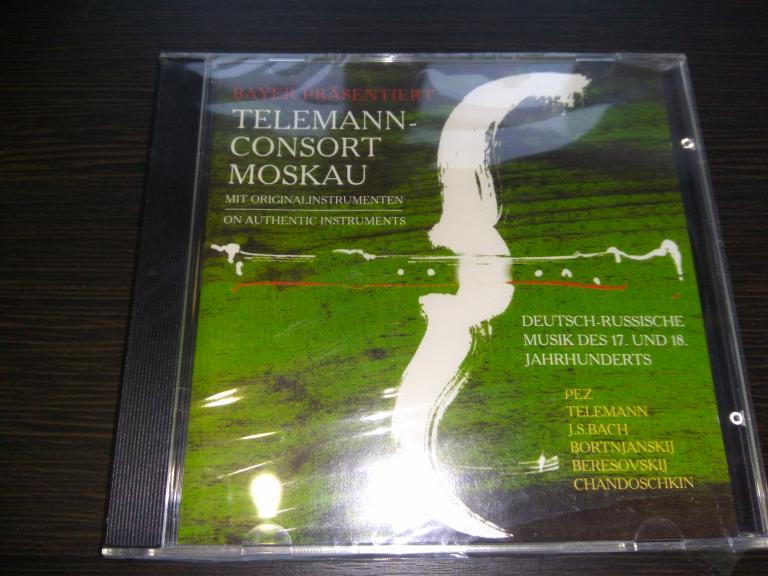 BAYER PRÄSENTIERT
TELEMANN-
CONSORT
MOSKAU
MIT ORIGINALINSTRUMENTEN
ON AUTHENTIC INSTRUMENTS
DEUTSCH-RUSSISCHE
MUSIK DES 17. UND 18.
JAHRHUNDERTS
PEZ
TELEMANN
J.S.BACH
BORTNJANSKIJ
BERESOVSKIJ
CHANDOSCHKIN